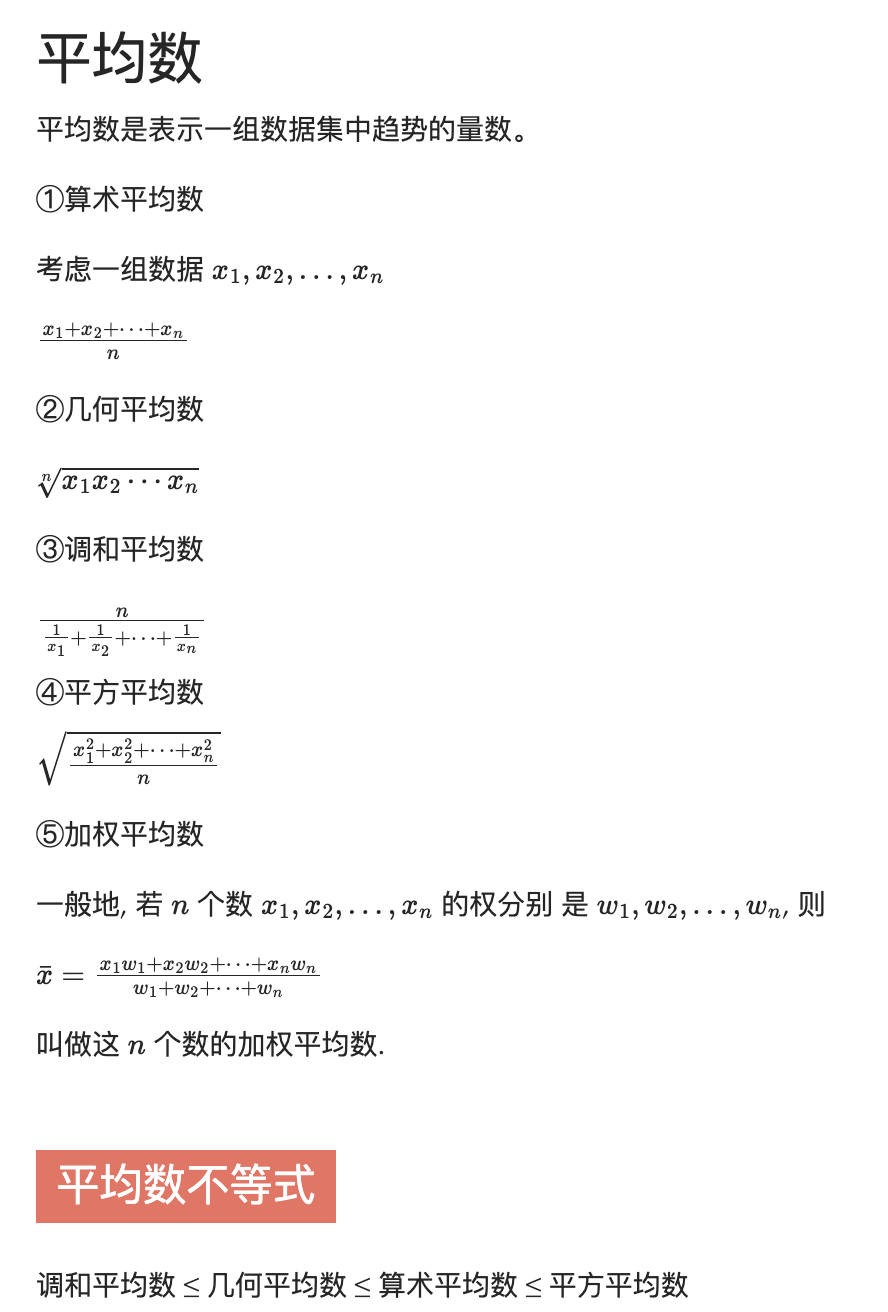 平均数
平均数是表示一组数据集中趋势的量数。
①算术平均数
考虑一组数据 $x_1, x_2, \ldots, x_n$
$\frac{x_1+x_2+\cdots+x_n}{n}$
②几何平均数
$\sqrt[n]{x_1 x_2 \cdots x_n}$
③调和平均数
$\frac{n}{\frac{1}{x_1}+\frac{1}{x_2}+\cdots+\frac{1}{x_n}}$
④平方平均数
$\sqrt{\frac{x_1^2+x_2^2+\cdots+x_n^2}{n}}$
⑤加权平均数
一般地, 若 $n$ 个数 $x_1, x_2, \ldots, x_n$ 的权分别 是 $w_1, w_2, \ldots, w_n$, 则
$\bar{x} = \frac{x_1 w_1+x_2 w_2+\cdots+x_n w_n}{w_1+w_2+\cdots+w_n}$
叫做这 $n$ 个数的加权平均数.
平均数不等式
调和平均数 ≤ 几何平均数 ≤ 算术平均数 ≤ 平方平均数